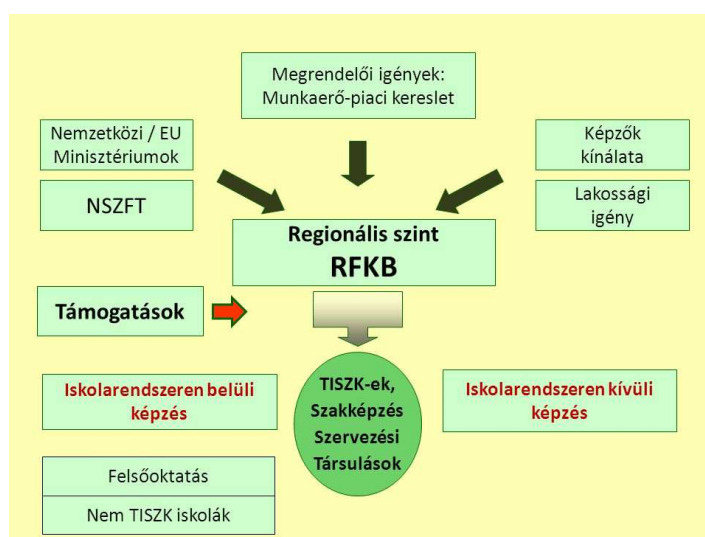 Megrendelői igények:
Munkaerő-piaci kereslet
Nemzetközi / EU
Minisztériumok
NSZFT
Képzők
kínálata
Lakossági
igény
Regionális szint
RFKB
Támogatások
Iskolarendszeren belüli
képzés
TISZK-ek,
Szakképzés
Szervezési
Társulások
Iskolarendszeren kívüli
képzés
Felsőoktatás
Nem TISZK iskolák